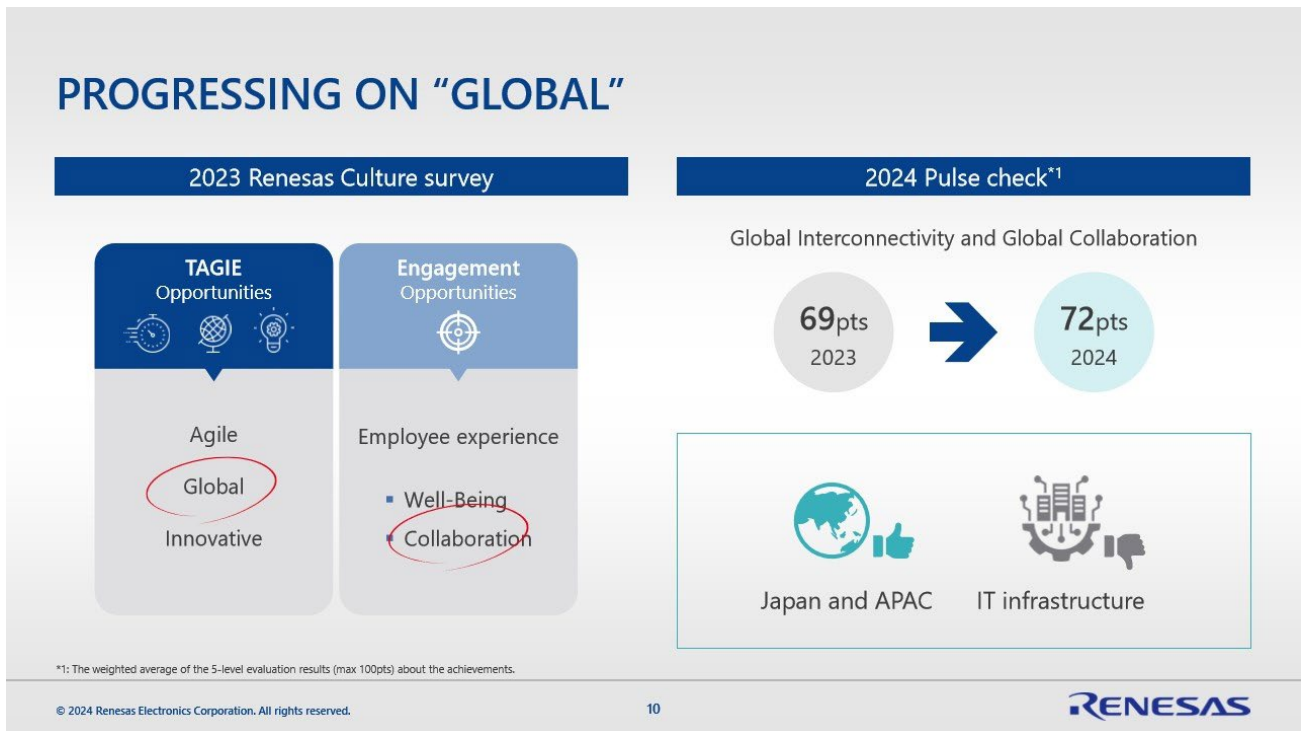 PROGRESSING ON “GLOBAL”
2023 Renesas Culture survey
TAGIE
Opportunities
Engagement
Opportunities
Agile
Global
Innovative
Employee experience
▪ Well-Being
▪ Collaboration
2024 Pulse check*1
Global Interconnectivity and Global Collaboration
69pts
2023
72pts
2024
Japan and APAC
IT infrastructure
*1: The weighted average of the 5-level evaluation results (max 100pts) about the achievements.
© 2024 Renesas Electronics Corporation. All rights reserved.
10
RENESAS